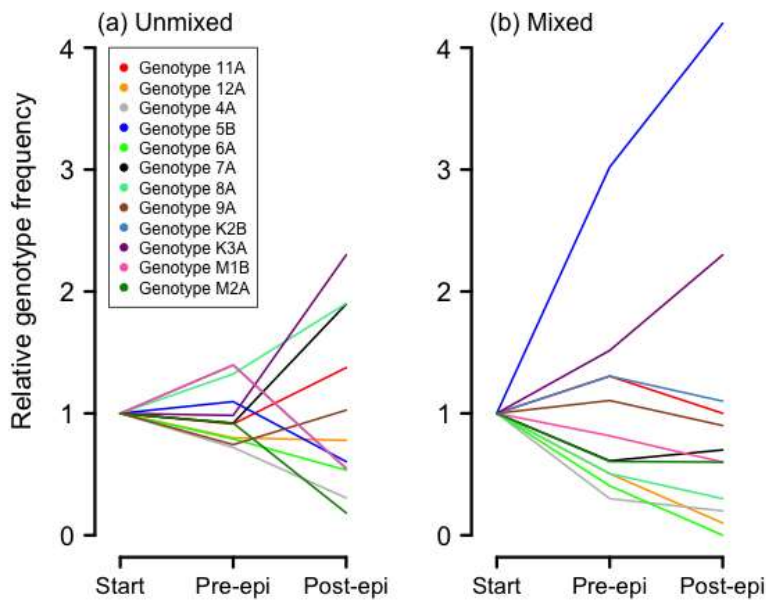 (a) Unmixed
(b) Mixed
Relative genotype frequency
4
3
2
1
0
Genotype 11A
Genotype 12A
Genotype 4A
Genotype 5B
Genotype 6A
Genotype 7A
Genotype 8A
Genotype 9A
Genotype K2B
Genotype K3A
Genotype M1B
Genotype M2A
Start
Pre-epi
Post-epi
4
3
2
1
0
Start
Pre-epi
Post-epi